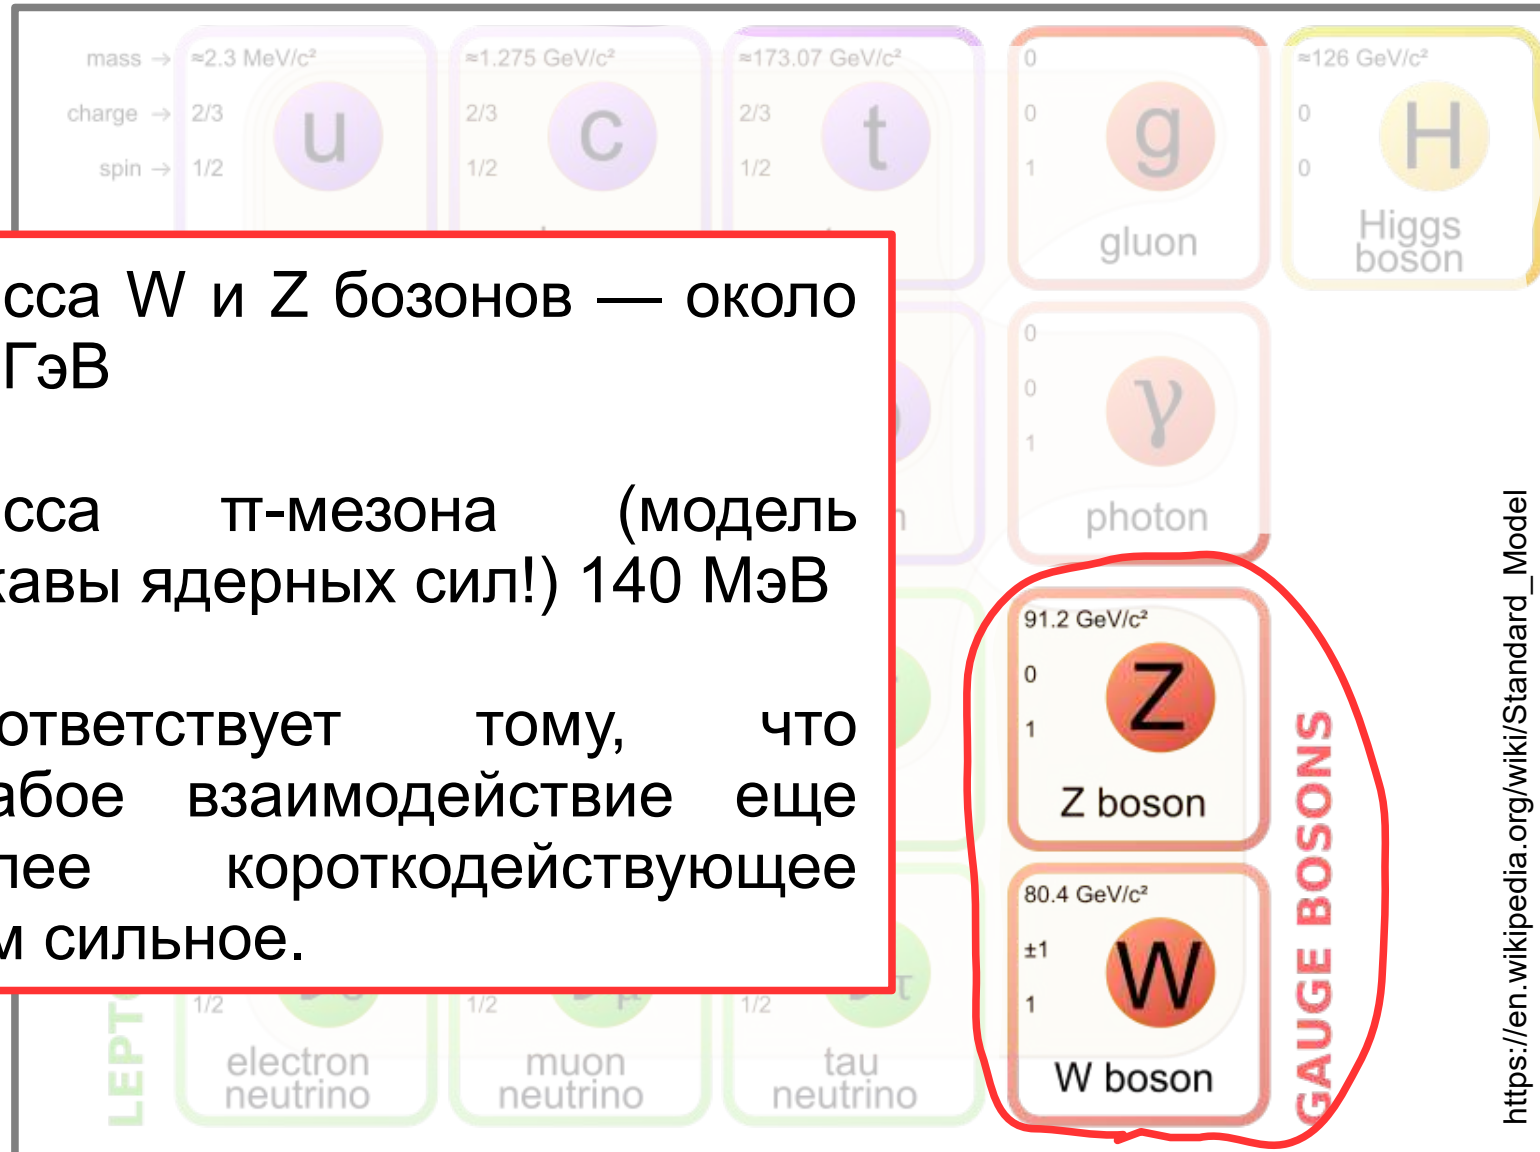 mass → ≈2.3 MeV/c² ≈1.275 GeV/c² ≈173.07 GeV/c² 0 ≈126 GeV/c²
charge → 2/3 2/3 2/3 0 0
spin → 1/2 1/2 1/2 1 0
u c t g H
gluon
Higgs
boson
сса W и Z бозонов — около
ГэВ
сса π-мезона (модель
кавы ядерных сил!) 140 МэВ
ответствует тому, что
абое взаимодействие еще
лее короткодействующее
м сильное.
0
0
1
γ
photon
91.2 GeV/c²
0
1
Z
Z boson
80.4 GeV/c²
±1
1
W
W boson
GAUGE BOSONS
1/2 1/2 1/2
electron
neutrino
muon
neutrino
tau
neutrino
https://en.wikipedia.org/wiki/Standard_Model